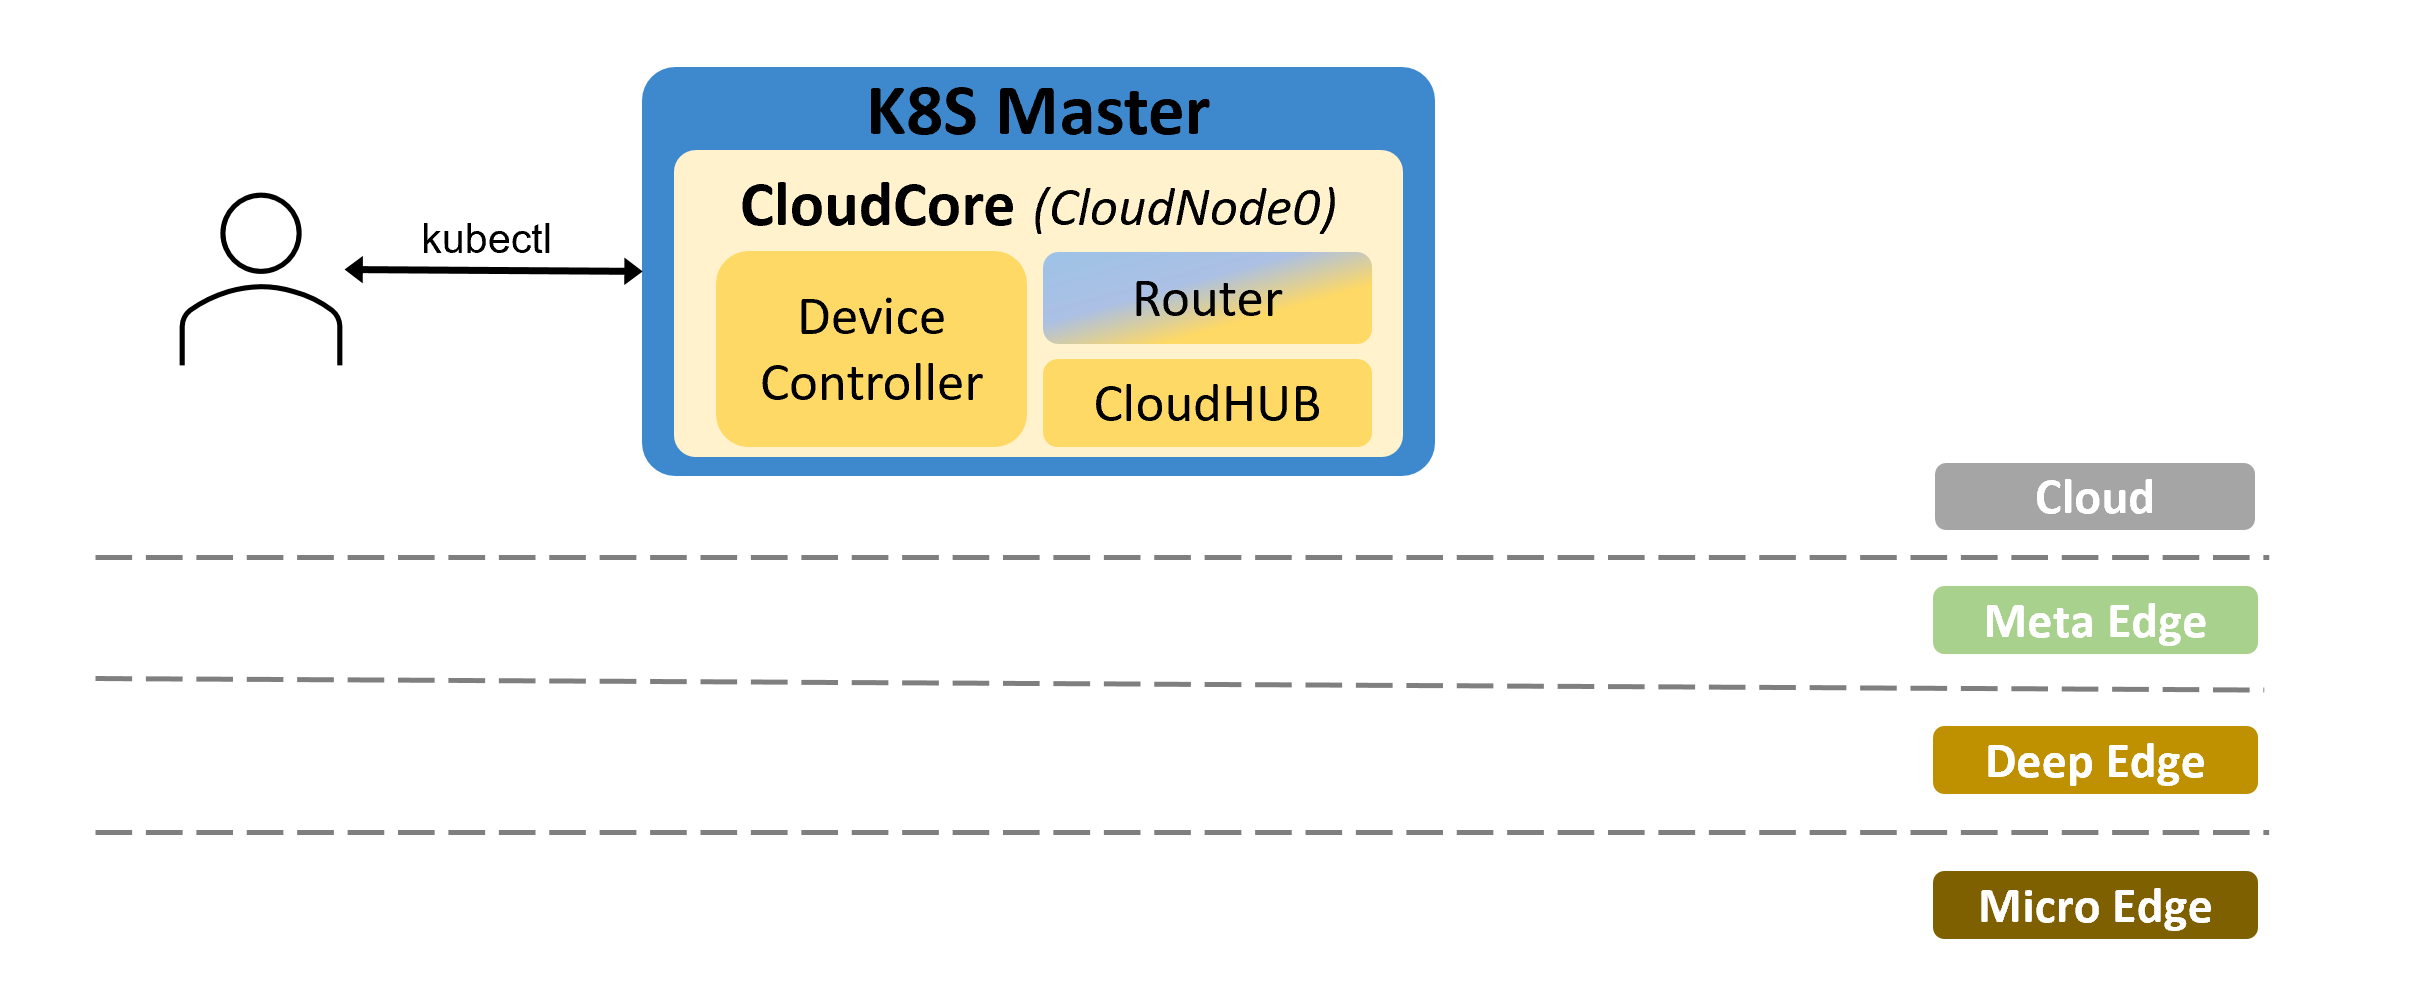 K8S Master
CloudCore (CloudNode0)
kubectl
Device
Controller
Router
CloudHUB
Cloud
Meta Edge
Deep Edge
Micro Edge